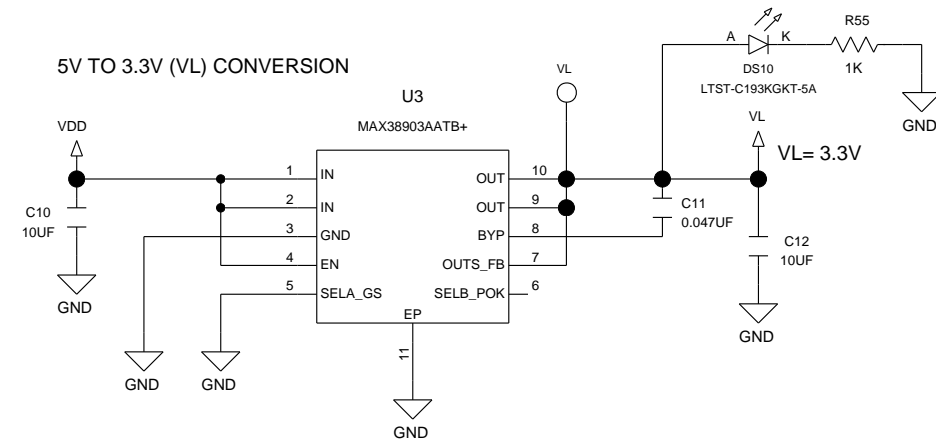 R55
A
K
5V TO 3.3V (VL) CONVERSION
VL
DS10
1K
LTST-C193KGKT-5A
U3
VL
GND
VDD
MAX38903AATB+
VL= 3.3V
1
IN
OUT
10
2
IN
OUT
9
C10
10UF
C11
0.047UF
3
GND
BYP
8
C12
10UF
4
EN
OUTS_FB
7
5
SELA_GS
SELB_POK
6
GND
EP
GND
11
GND
GND
GND